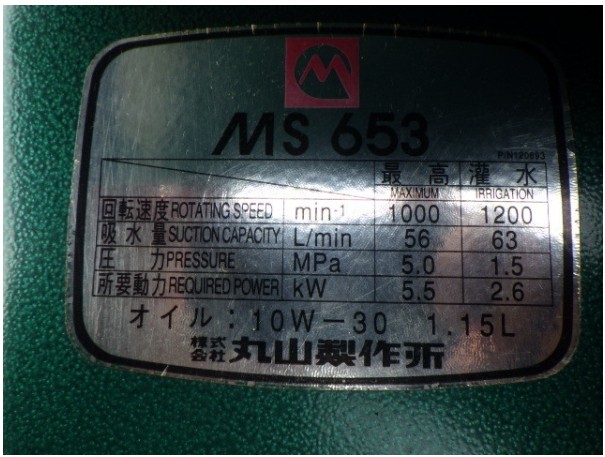 MS 653
P/N120693
最高 灌水
MAXIMUM IRRIGATION
回転速度 ROTATING SPEED min-1 1000 1200
吸水量 SUCTION CAPACITY L/min 56 63
圧力 PRESSURE MPa 5.0 1.5
所要動力 REQUIRED POWER kW 5.5 2.6
オイル：10W－30 1.15L
株式会社 丸山製作所